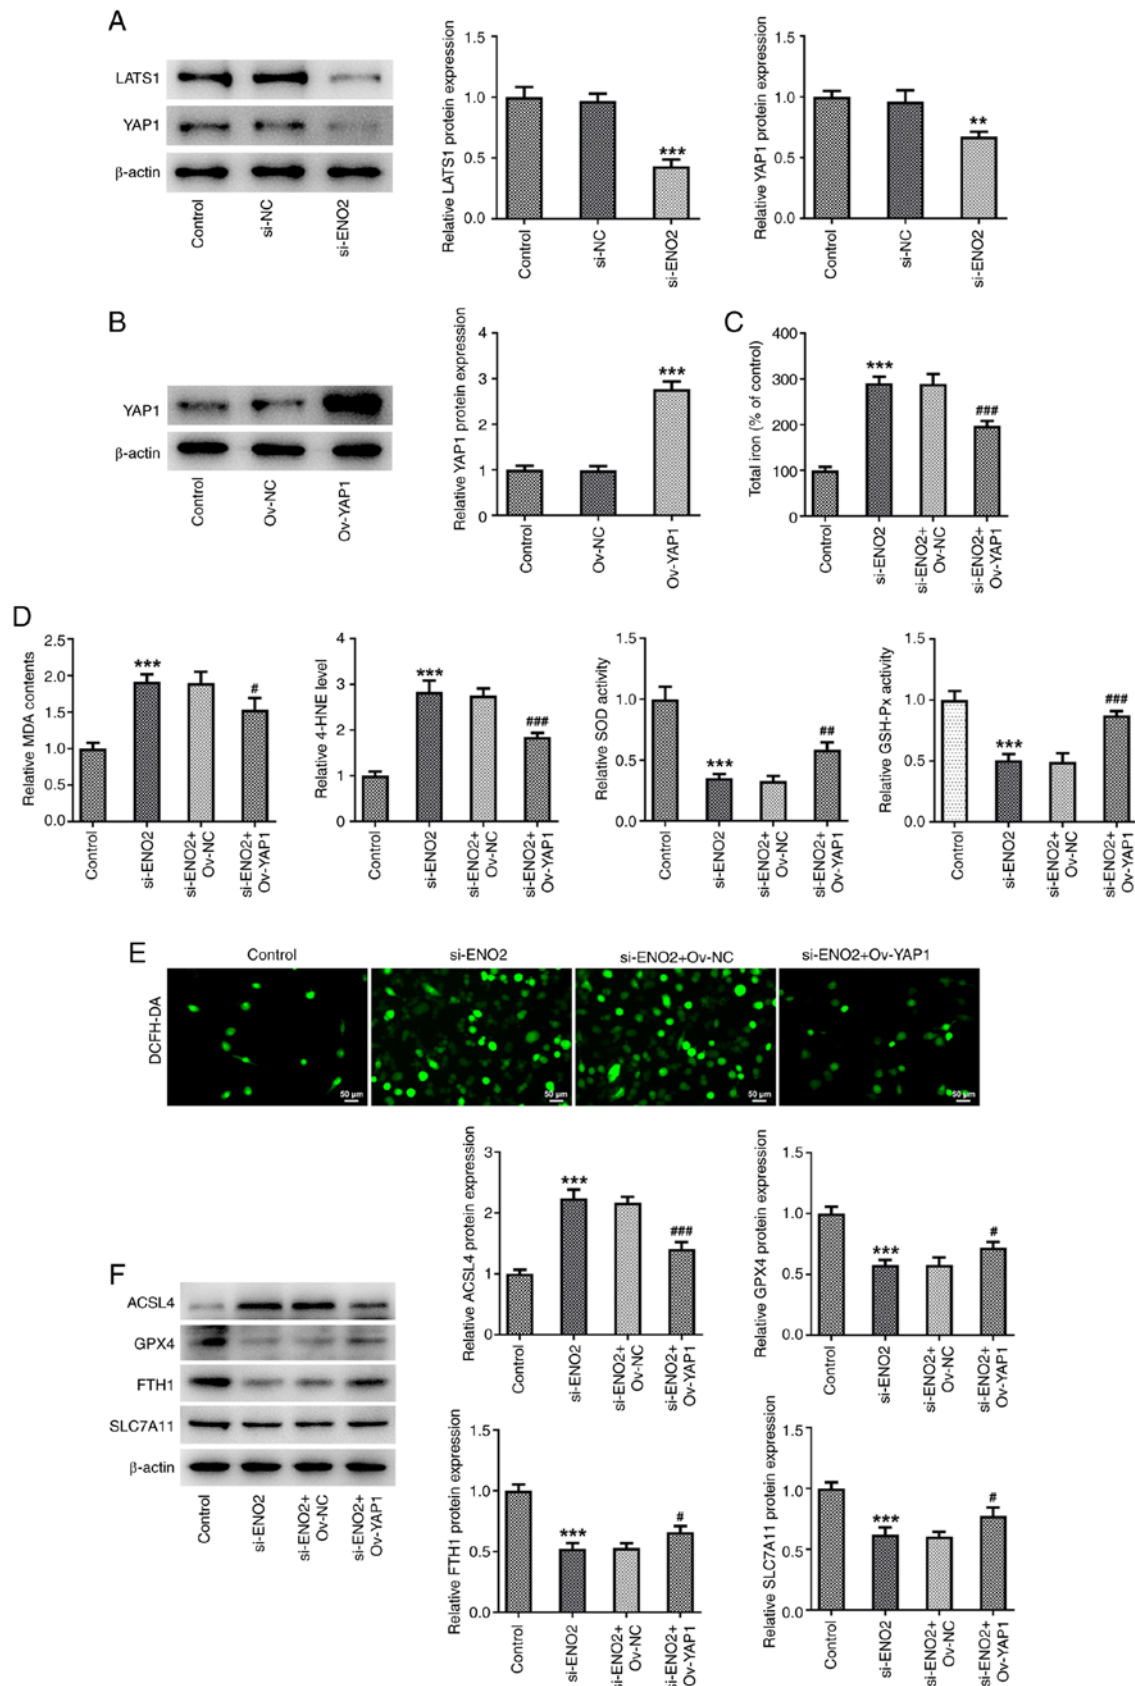 A
LATS1
YAP1
β-actin
Control
si-NC
si-ENO2
Relative LATS1 protein expression
1.5
1.0
0.5
0.0
***
Control
si-NC
si-ENO2
Relative YAP1 protein expression
1.5
1.0
0.5
0.0
**
Control
si-NC
si-ENO2
B
YAP1
β-actin
Control
Ov-NC
Ov-YAP1
Relative YAP1 protein expression
4
3
2
1
0
***
Control
Ov-NC
Ov-YAP1
C
Total iron (% of control)
400
300
200
100
0
***
###
Control
si-ENO2
si-ENO2+
Ov-NC
si-ENO2+
Ov-YAP1
D
Relative MDA contents
2.5
2.0
1.5
1.0
0.5
0.0
***
#
Control
si-ENO2
si-ENO2+
Ov-NC
si-ENO2+
Ov-YAP1
Relative 4-HNE level
4
3
2
1
0
***
###
Control
si-ENO2
si-ENO2+
Ov-NC
si-ENO2+
Ov-YAP1
Relative SOD activity
1.5
1.0
0.5
0.0
***
##
Control
si-ENO2
si-ENO2+
Ov-NC
si-ENO2+
Ov-YAP1
Relative GSH-Px activity
1.5
1.0
0.5
0.0
***
###
Control
si-ENO2
si-ENO2+
Ov-NC
si-ENO2+
Ov-YAP1
E
Control
si-ENO2
si-ENO2+Ov-NC
si-ENO2+Ov-YAP1
DCFH-DA
50 µm
50 µm
50 µm
50 µm
F
ACSL4
GPX4
FTH1
SLC7A11
β-actin
Control
si-ENO2
si-ENO2+
Ov-NC
si-ENO2+
Ov-YAP1
Relative ACSL4 protein expression
3
2
1
0
***
###
Control
si-ENO2
si-ENO2+
Ov-NC
si-ENO2+
Ov-YAP1
Relative GPX4 protein expression
1.5
1.0
0.5
0.0
***
#
Control
si-ENO2
si-ENO2+
Ov-NC
si-ENO2+
Ov-YAP1
Relative FTH1 protein expression
1.5
1.0
0.5
0.0
***
#
Control
si-ENO2
si-ENO2+
Ov-NC
si-ENO2+
Ov-YAP1
Relative SLC7A11 protein expression
1.5
1.0
0.5
0.0
***
#
Control
si-ENO2
si-ENO2+
Ov-NC
si-ENO2+
Ov-YAP1